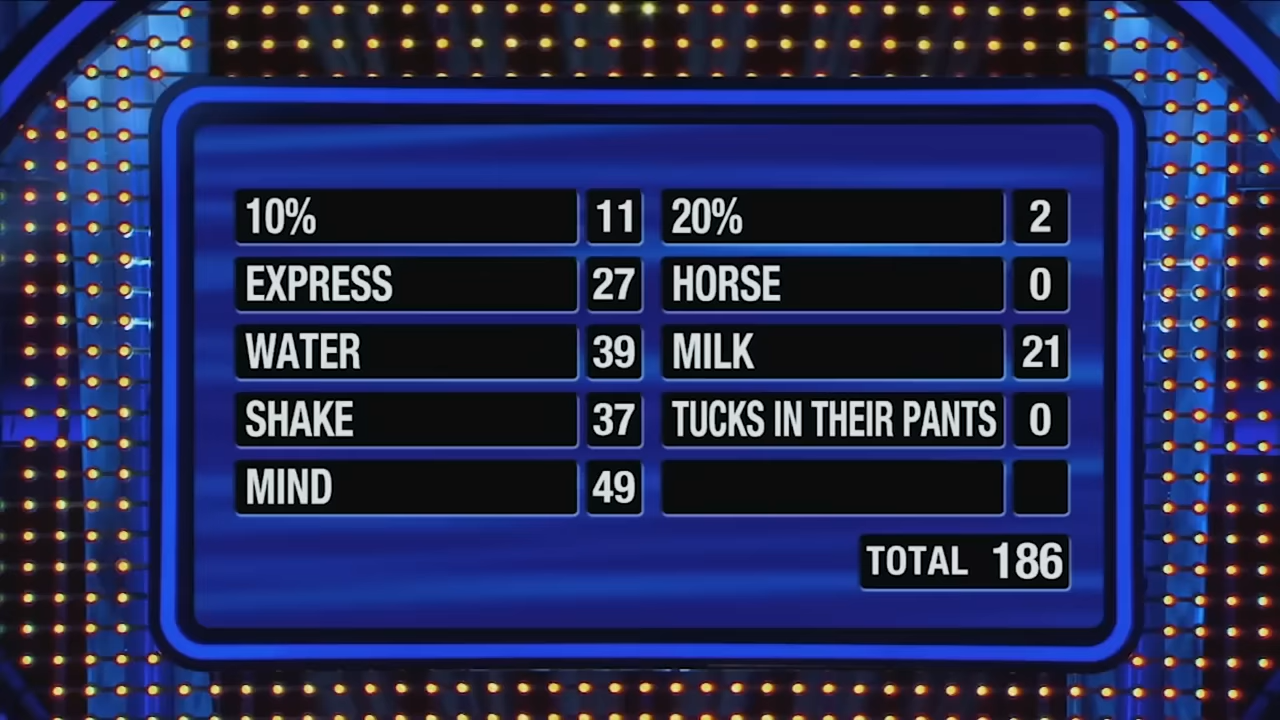 10% 11 20% 2
EXPRESS 27 HORSE 0
WATER 39 MILK 21
SHAKE 37 TUCKS IN THEIR PANTS 0
MIND 49
TOTAL 186